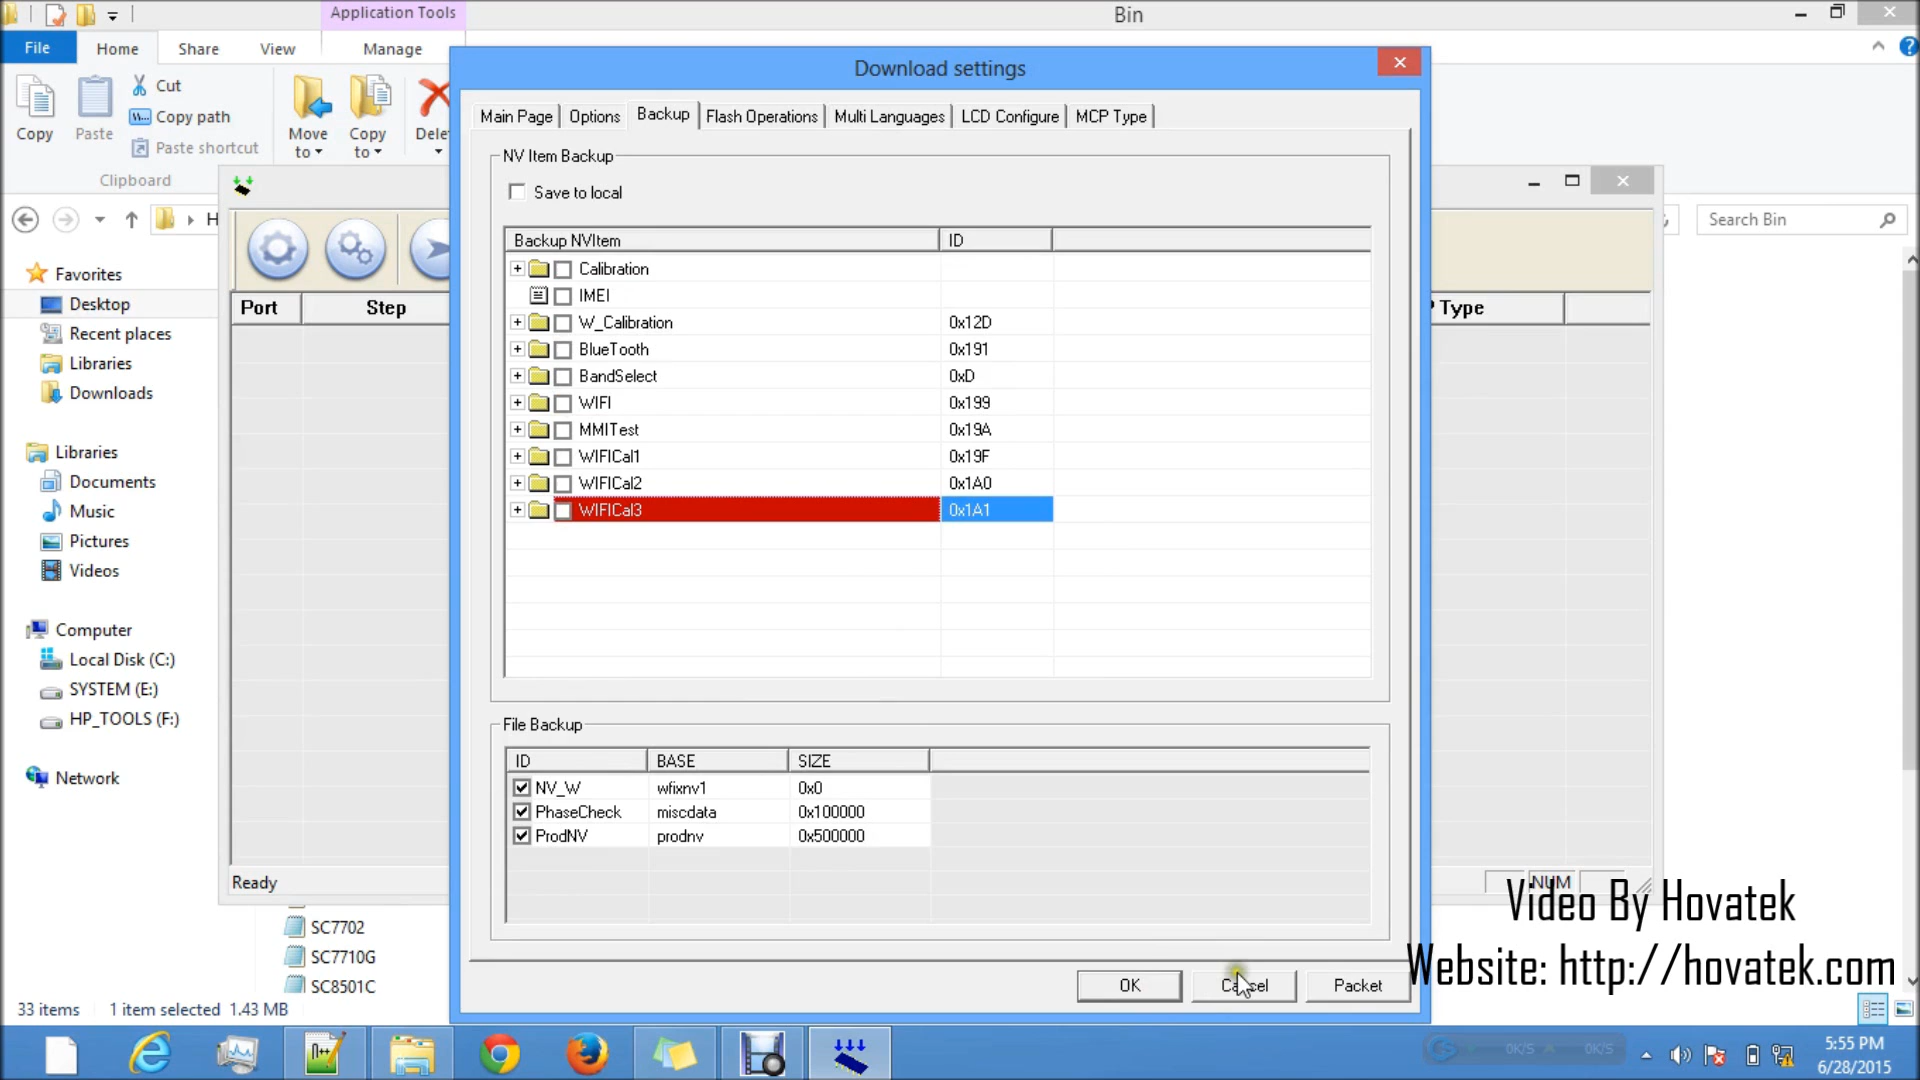 Application Tools
Bin
File
Home
Share
View
Manage
Copy
Paste
Cut
Copy path
Paste shortcut
Move to
Copy to
Clipboard
Search Bin
Favorites
Desktop
Recent places
Libraries
Downloads
Libraries
Documents
Music
Pictures
Videos
Computer
Local Disk (C:)
SYSTEM (E:)
HP_TOOLS (F:)
Network
Port
Step
Type
Ready
NUM
SC7702
SC7710G
SC8501C
33 items
1 item selected 1.43 MB
Download settings
Main Page
Options
Backup
Flash Operations
Multi Languages
LCD Configure
MCP Type
NV Item Backup
Save to local
Backup NVItem ID
Calibration
IMEI
W_Calibration 0x12D
BlueTooth 0x191
BandSelect 0xD
WIFI 0x199
MMITest 0x19A
WIFICal1 0x19F
WIFICal2 0x1A0
WIFICal3 0x1A1
File Backup
ID BASE SIZE
NV_W wfixnv1 0x0
PhaseCheck miscdata 0x100000
ProdNV prodnv 0x500000
OK
Cancel
Packet
Video By Hovatek
Website: http://hovatek.com
0K/S
0K/S
5:55 PM
6/28/2015